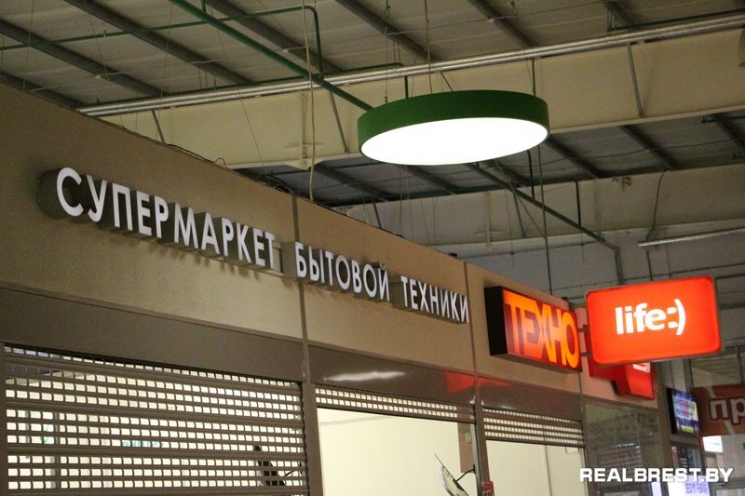 СУПЕРМАРКЕТ БЫТОВОЙ ТЕХНИКИ
ТЕХНО
life:)
REALBREST.BY